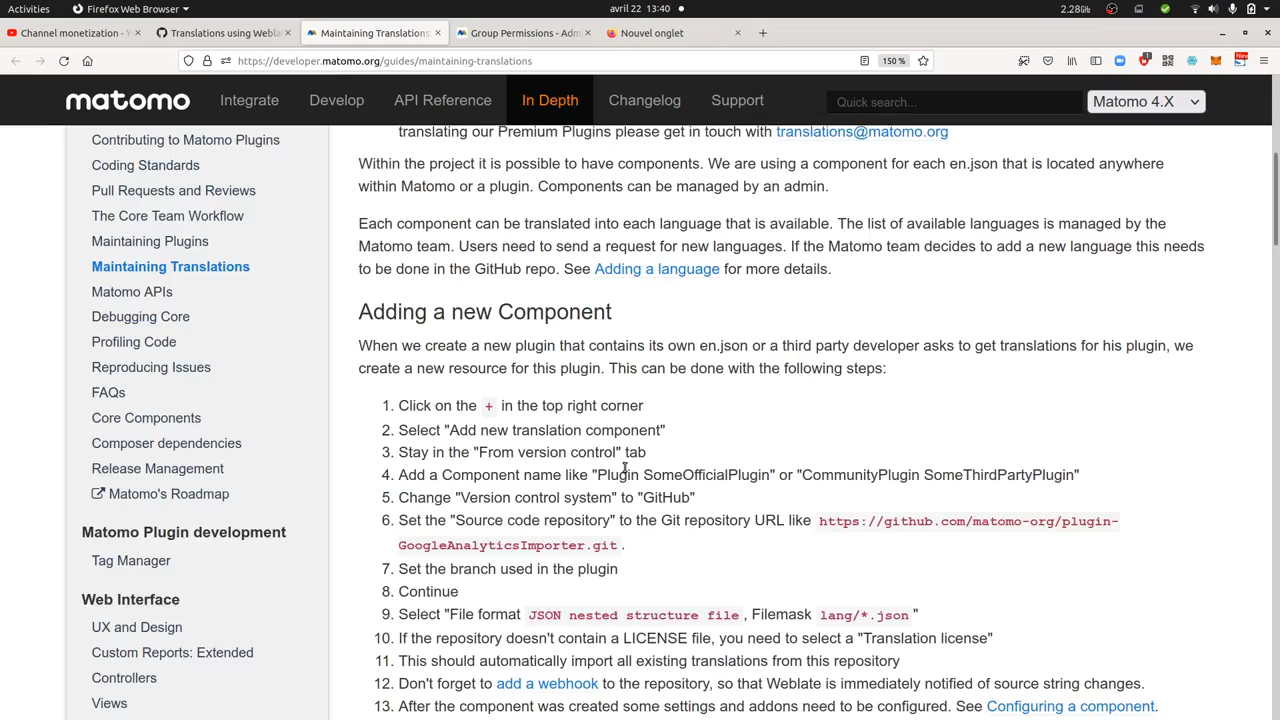 Activities
Firefox Web Browser
avril 22 13:40
2.28GHz
Channel monetization - Y
Translations using Webla
Maintaining Translations:
Group Permissions - Adm
Nouvel onglet
https://developer.matomo.org/guides/maintaining-translations
150 %
New
matomo
Integrate
Develop
API Reference
In Depth
Changelog
Support
Quick search...
Matomo 4.X
Contributing to Matomo Plugins
Coding Standards
Pull Requests and Reviews
The Core Team Workflow
Maintaining Plugins
Maintaining Translations
Matomo APIs
Debugging Core
Profiling Code
Reproducing Issues
FAQs
Core Components
Composer dependencies
Release Management
Matomo's Roadmap
Matomo Plugin development
Tag Manager
Web Interface
UX and Design
Custom Reports: Extended
Controllers
Views
translating our Premium Plugins please get in touch with translations@matomo.org
Within the project it is possible to have components. We are using a component for each en.json that is located anywhere
within Matomo or a plugin. Components can be managed by an admin.
Each component can be translated into each language that is available. The list of available languages is managed by the
Matomo team. Users need to send a request for new languages. If the Matomo team decides to add a new language this needs
to be done in the GitHub repo. See Adding a language for more details.
Adding a new Component
When we create a new plugin that contains its own en.json or a third party developer asks to get translations for his plugin, we
create a new resource for this plugin. This can be done with the following steps:
1. Click on the + in the top right corner
2. Select "Add new translation component"
3. Stay in the "From version control" tab
4. Add a Component name like "Plugin SomeOfficialPlugin" or "CommunityPlugin SomeThirdPartyPlugin"
5. Change "Version control system" to "GitHub"
6. Set the "Source code repository" to the Git repository URL like https://github.com/matomo-org/plugin-
GoogleAnalyticsImporter.git .
7. Set the branch used in the plugin
8. Continue
9. Select "File format JSON nested structure file , Filemask lang/*.json "
10. If the repository doesn't contain a LICENSE file, you need to select a "Translation license"
11. This should automatically import all existing translations from this repository
12. Don't forget to add a webhook to the repository, so that Weblate is immediately notified of source string changes.
13. After the component was created some settings and addons need to be configured. See Configuring a component.